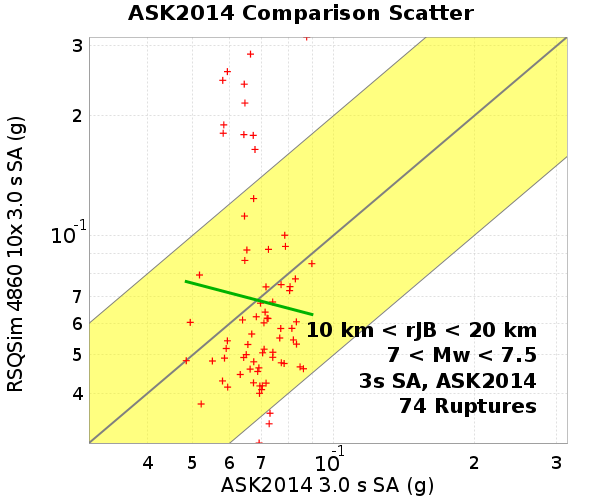 ASK2014 Comparison Scatter
RSQSim 4860 10x 3.0 s SA (g)
3
2
10-1
7
6
5
4
10 km < rJB < 20 km
7 < Mw < 7.5
3s SA, ASK2014
74 Ruptures
4 5 6 7 10-1 2 3
ASK2014 3.0 s SA (g)